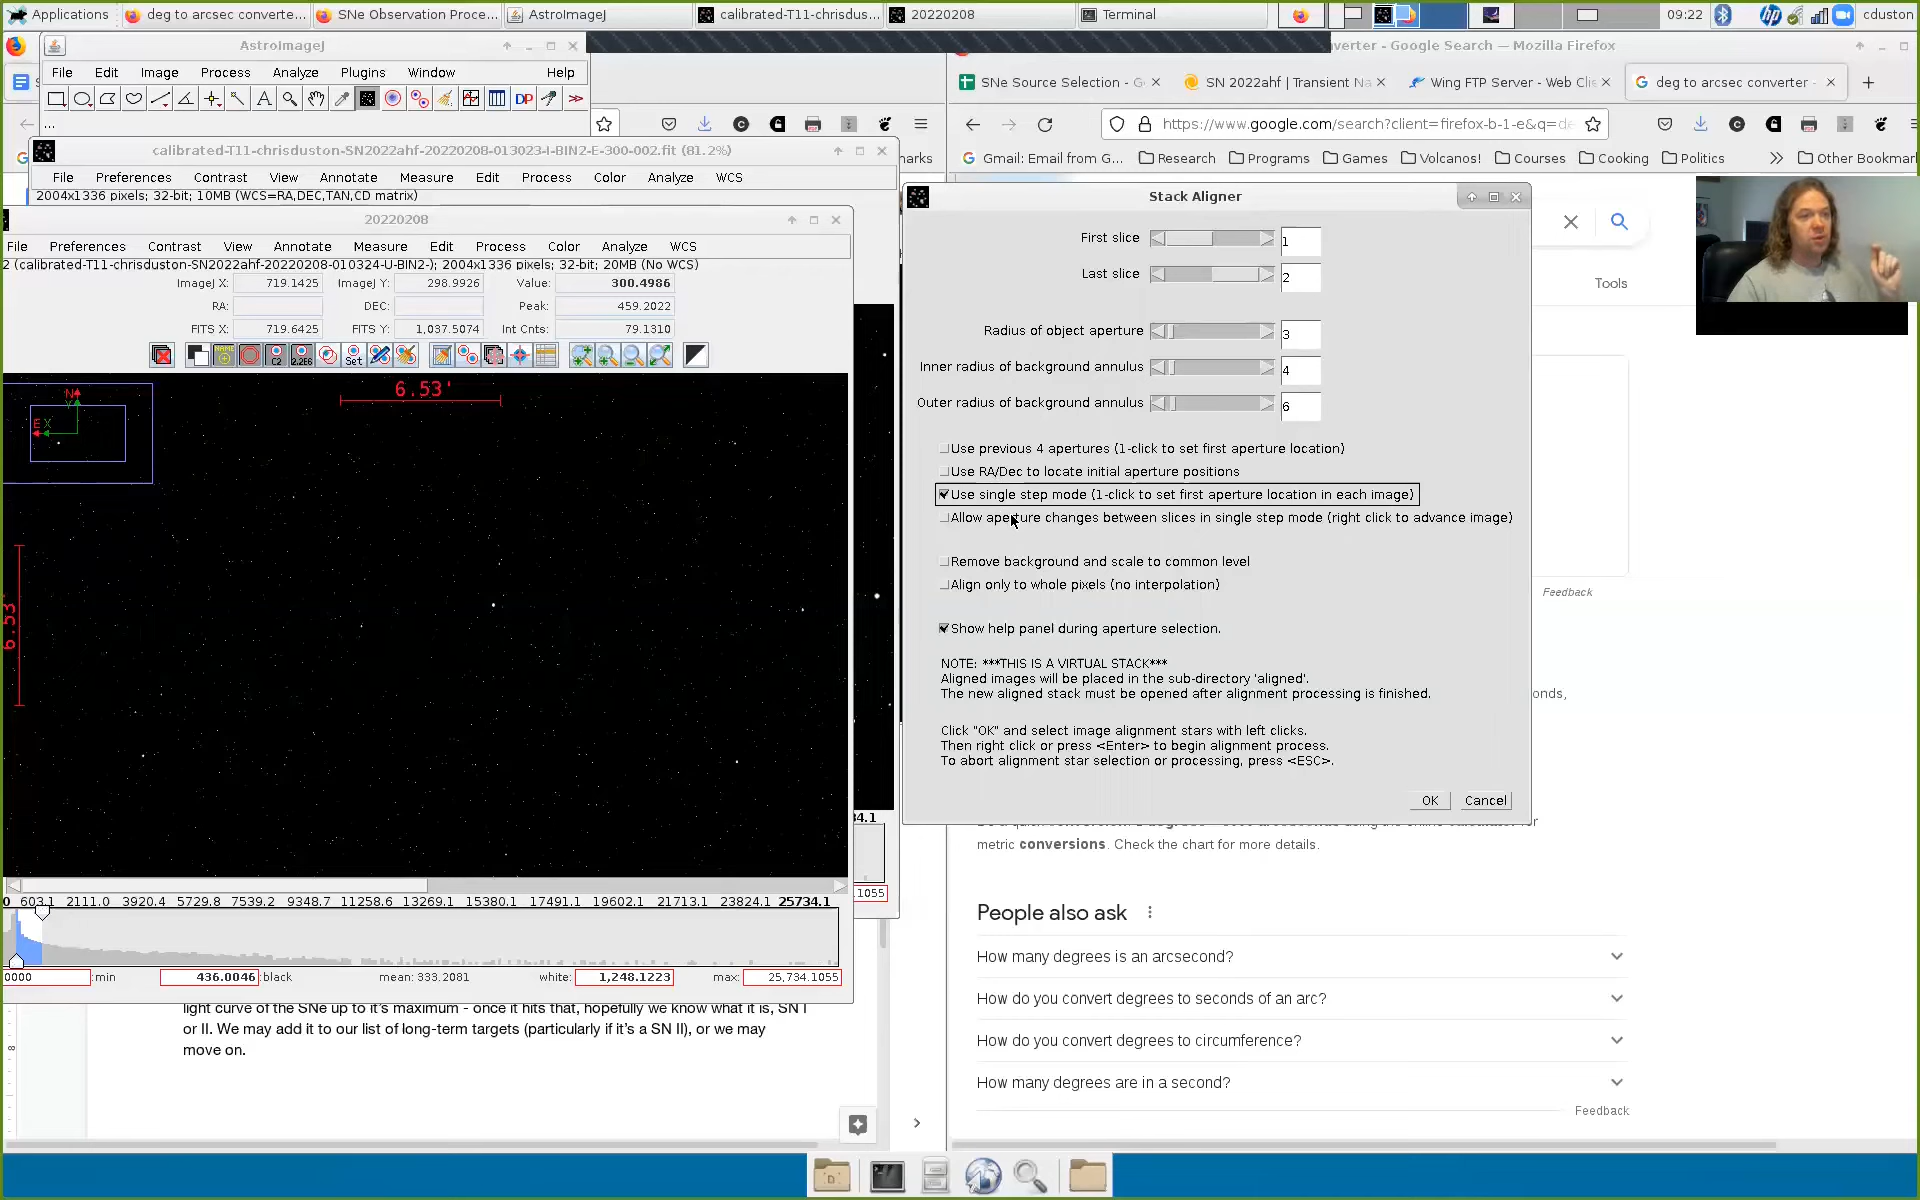 Applications
deg to arcsec converte...
SNe Observation Proce...
AstroImageJ
calibrated-T11-chrisdus...
20220208
Terminal
09:22
cduston
AstroImageJ
File Edit Image Process Analyze Plugins Window Help
DP
...
calibrated-T11-chrisduston-SN2022ahf-20220208-013023-I-BIN2-E-300-002.fit (81.2%)
File Preferences Contrast View Annotate Measure Edit Process Color Analyze WCS
2004x1336 pixels; 32-bit; 10MB (WCS=RA,DEC,TAN,CD matrix)
20220208
File Preferences Contrast View Annotate Measure Edit Process Color Analyze WCS
2 (calibrated-T11-chrisduston-SN2022ahf-20220208-010324-U-BIN2-); 2004x1336 pixels; 32-bit; 20MB (No WCS)
ImageJ X: 719.1425 ImageJ Y: 298.9926 Value: 300.4986
RA: DEC: Peak: 459.2022
FITS X: 719.6425 FITS Y: 1,037.5074 Int Cnts: 79.1310
Set
6.53'
N
Y
E X
6.53
34.1
1055
0 603.1 2111.0 3920.4 5729.8 7539.2 9348.7 11258.6 13269.1 15380.1 17491.1 19602.1 21713.1 23824.1 25734.1
0000 :min 436.0046 :black mean: 333.2081 white: 1,248.1223 max: 25,734.1055
light curve of the SNe up to it's maximum - once it hits that, hopefully we know what it is, SN I
or II. We may add it to our list of long-term targets (particularly if it's a SN II), or we may
move on.
verter - Google Search — Mozilla Firefox
SNe Source Selection - G
SN 2022ahf | Transient Na
Wing FTP Server - Web Clie
deg to arcsec converter -
https://www.google.com/search?client=firefox-b-1-e&q=de
marks
Gmail: Email from G... Research Programs Games Volcanos! Courses Cooking Politics Other Bookmar
Tools
Stack Aligner
First slice 1
Last slice 2
Radius of object aperture 3
Inner radius of background annulus 4
Outer radius of background annulus 6
Use previous 4 apertures (1-click to set first aperture location)
Use RA/Dec to locate initial aperture positions
Use single step mode (1-click to set first aperture location in each image)
Allow aperture changes between slices in single step mode (right click to advance image)
Remove background and scale to common level
Align only to whole pixels (no interpolation)
Show help panel during aperture selection.
NOTE: ***THIS IS A VIRTUAL STACK***
Aligned images will be placed in the sub-directory 'aligned'.
The new aligned stack must be opened after alignment processing is finished.
Click "OK" and select image alignment stars with left clicks.
Then right click or press <Enter> to begin alignment process.
To abort alignment star selection or processing, press <ESC>.
OK Cancel
Feedback
onds,
metric conversions. Check the chart for more details.
People also ask
How many degrees is an arcsecond?
How do you convert degrees to seconds of an arc?
How do you convert degrees to circumference?
How many degrees are in a second?
Feedback